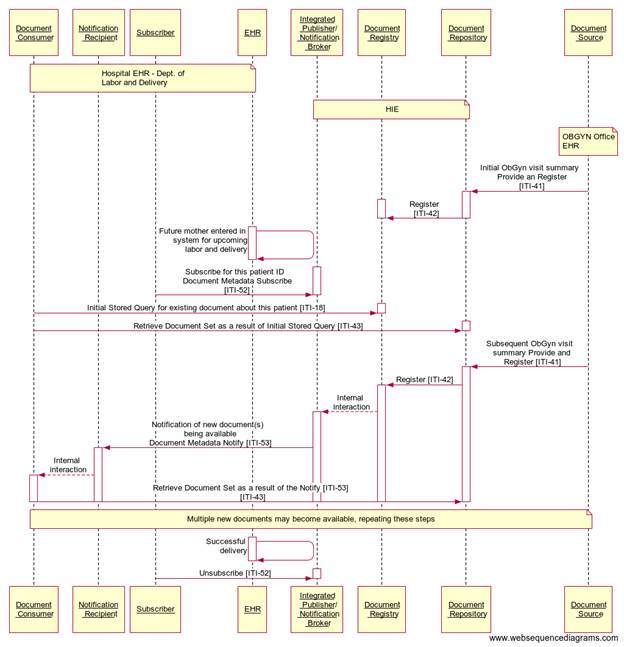 Document
Consumer
Notification
Recipient
Subscriber
EHR
Integrated
Publisher/
Notification
Broker
Document
Registry
Document
Repository
Document
Source
Hospital EHR - Dept. of
Labor and Delivery
HIE
OBGYN Office
EHR
Initial ObGyn visit summary
Provide an Register
[ITI-41]
Register
[ITI-42]
Future mother entered in
system for upcoming
labor and delivery
Subscribe for this patient ID
Document Metadata Subscribe
[ITI-52]
Initial Stored Query for existing document about this patient [ITI-18]
Retrieve Document Set as a result of Initial Stored Query [ITI-43]
Subsequent ObGyn visit
summary Provide and
Register [ITI-41]
Register [ITI-42]
Internal
interaction
Notification of new document(s)
being available
Document Metadata Notify [ITI-53]
Internal
interaction
Retrieve Document Set as a result of the Notify [ITI-53]
[ITI-43]
Multiple new documents may become available, repeating these steps
Successful
delivery
Unsubscribe [ITI-52]
Document
Consumer
Notification
Recipient
Subscriber
EHR
Integrated
Publisher/
Notification
Broker
Document
Registry
Document
Repository
Document
Source
www.websequencediagrams.com